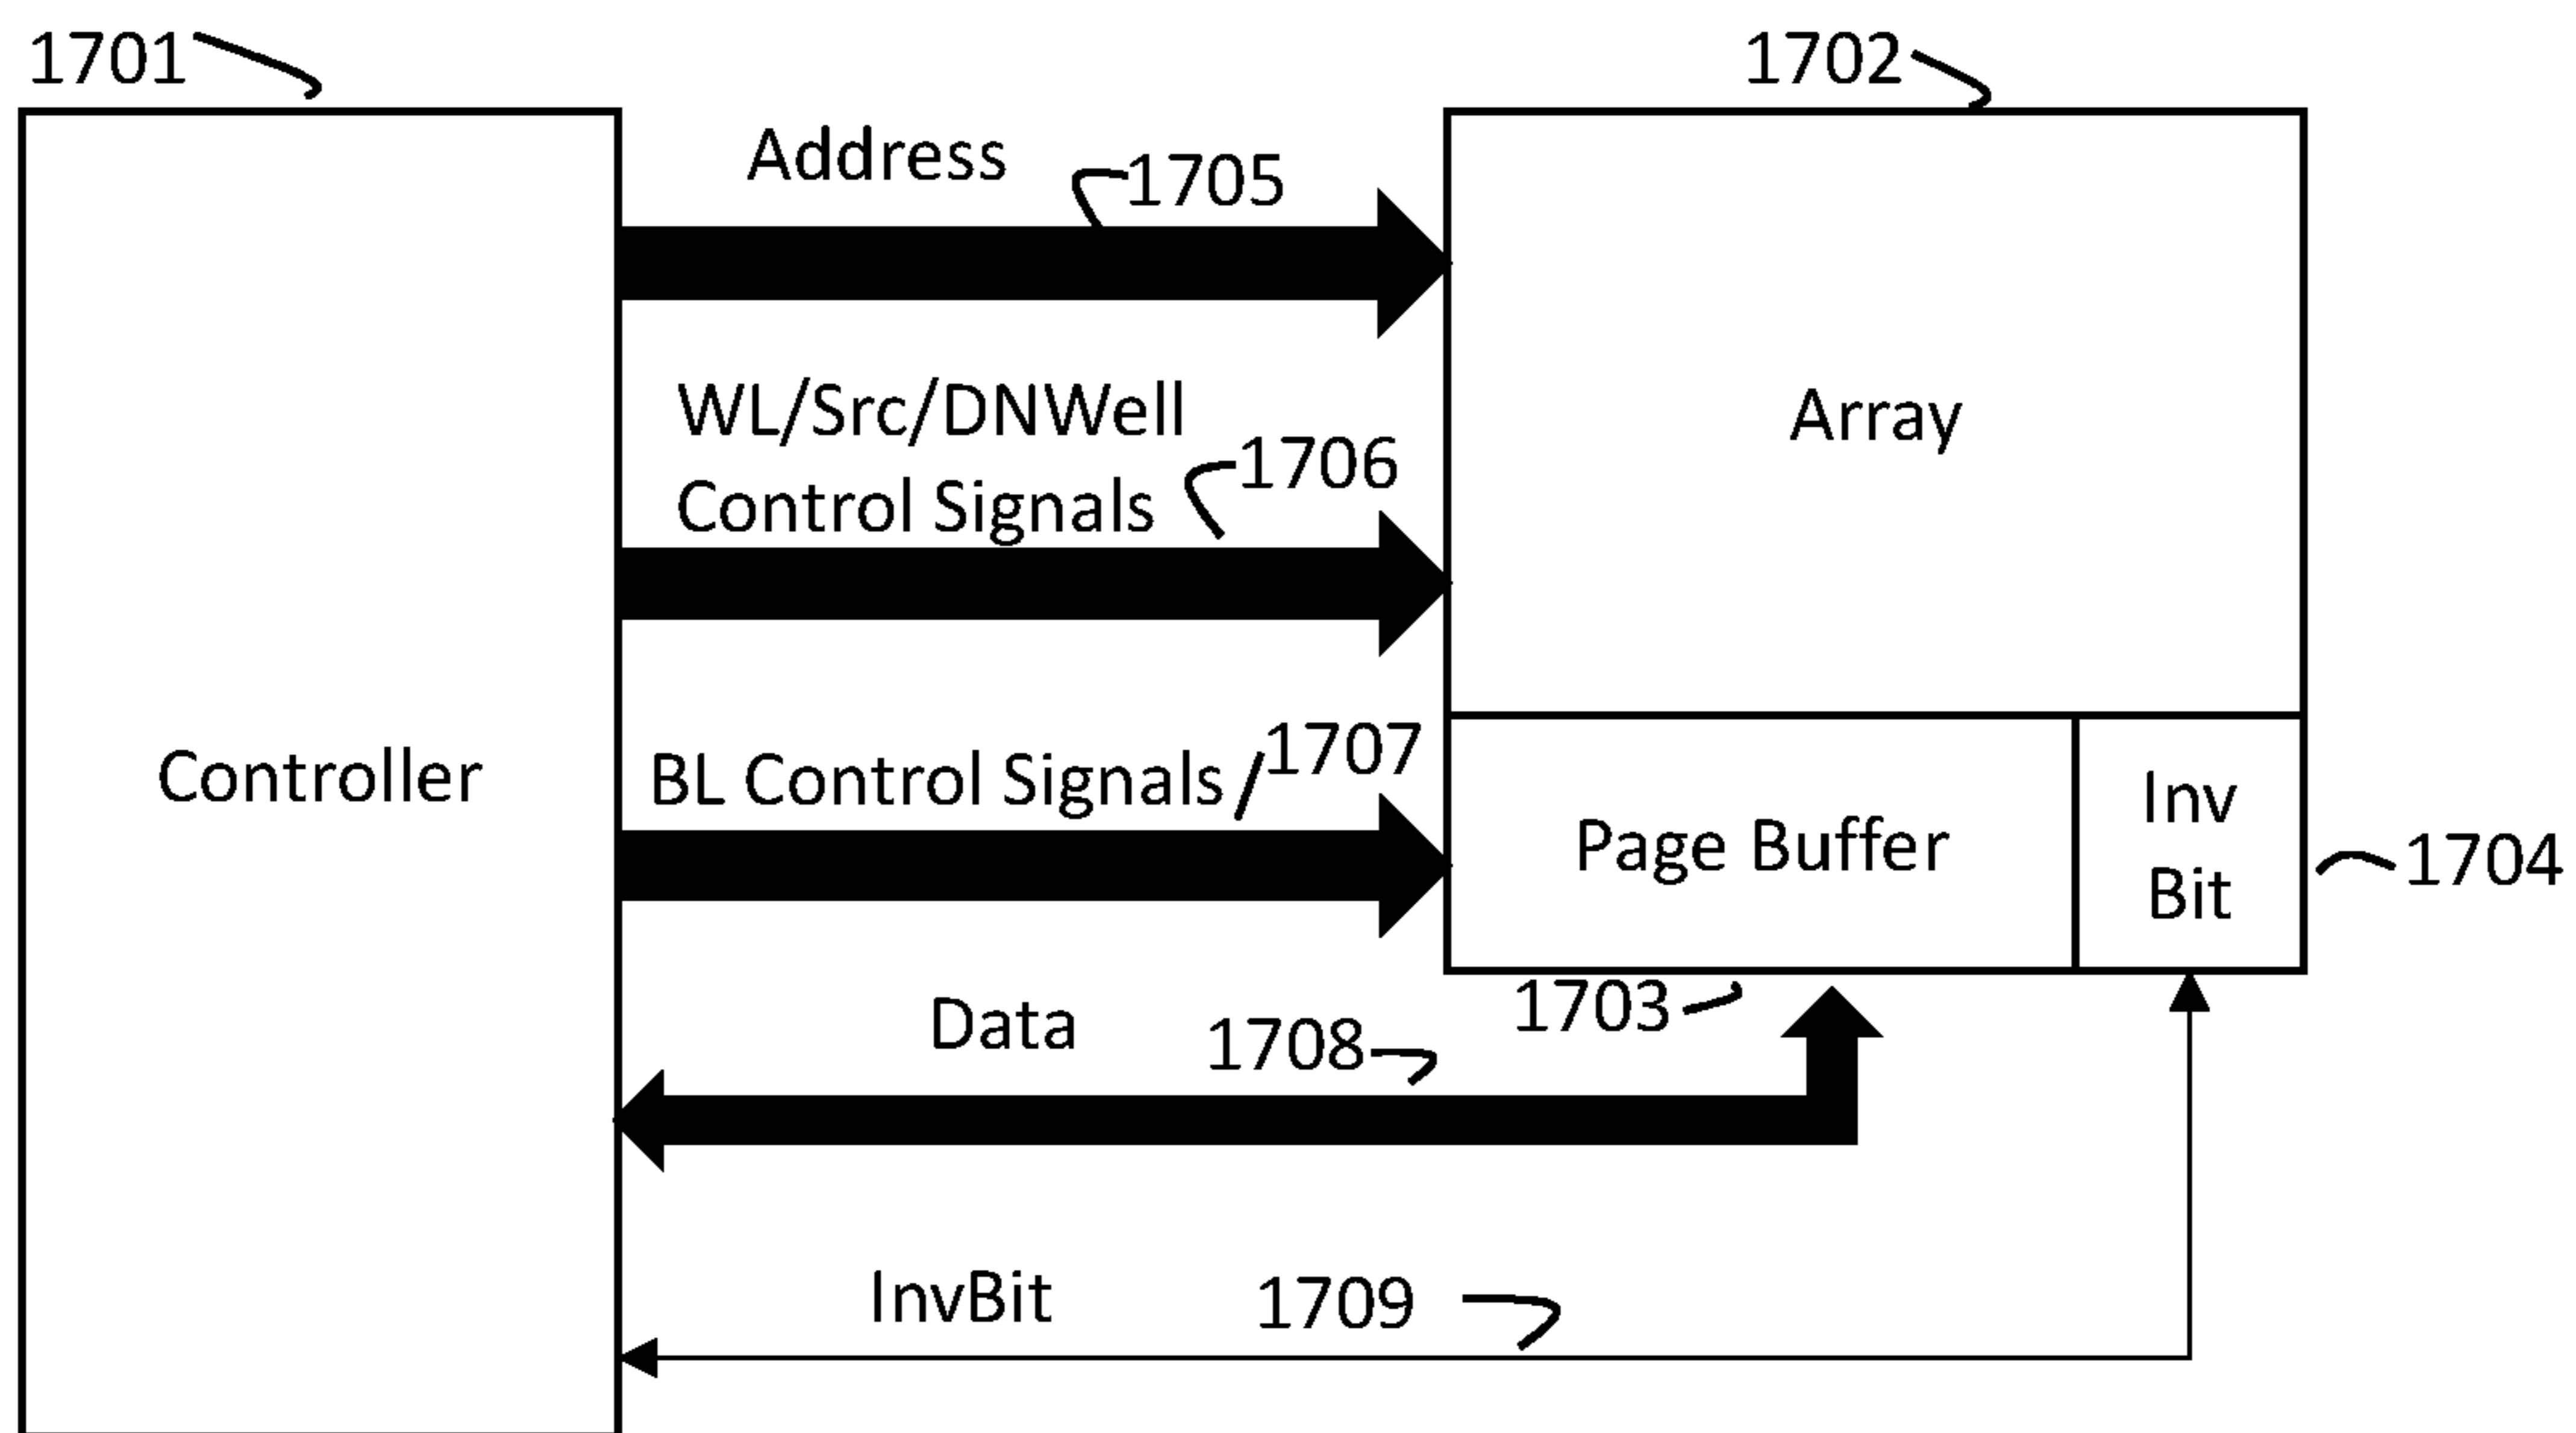 1701
1702
Address
1705
WL/Src/DNWell
Control Signals
1706
Array
Controller
BL Control Signals
1707
Page Buffer
Inv
Bit
1704
1703
Data
1708
InvBit
1709